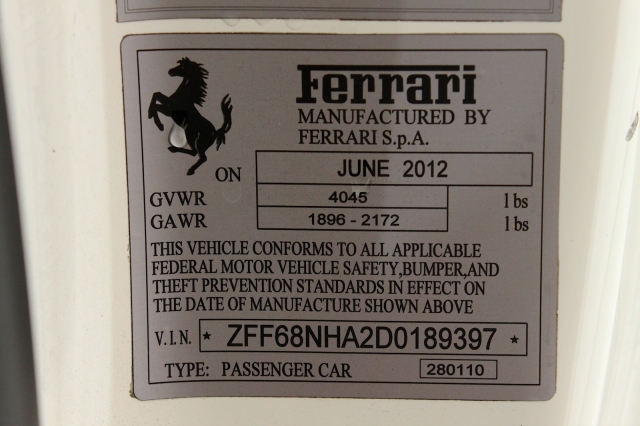 Ferrari
MANUFACTURED BY
FERRARI S.p.A.
ON JUNE 2012
GVWR 4045 lbs
GAWR 1896 - 2172 lbs
THIS VEHICLE CONFORMS TO ALL APPLICABLE
FEDERAL MOTOR VEHICLE SAFETY,BUMPER,AND
THEFT PREVENTION STANDARDS IN EFFECT ON
THE DATE OF MANUFACTURE SHOWN ABOVE
V.I.N. * ZFF68NHA2D0189397 *
TYPE: PASSENGER CAR 280110